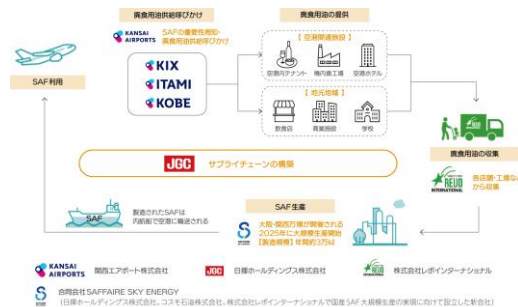 廃食用油供給呼びかけ
廃食用油の提供
KANSAI
AIRPORTS
SAFの重要性周知・
廃食用油供給呼びかけ
KIX
ITAMI
KOBE
【 空港関連施設 】
空港内テナント
機内食工場
空港ホテル
【 地元地域 】
飲食店
商業施設
学校
SAF利用
廃食用油の収集
REVO
INTERNATIONAL
各店舗・工場など
から収集
JGC
サプライチェーンの構築
SAF生産
SAF
製造されたSAFは
内航船で空港に輸送される
大阪・関西万博が開催される
2025年に大規模生産開始
【製造規模】年間約3万kℓ
KANSAI
AIRPORTS
関西エアポート株式会社
JGC
日揮ホールディングス株式会社
REVO
INTERNATIONAL
株式会社レボインターナショナル
合同会社SAFFAIRE SKY ENERGY
(日揮ホールディングス株式会社、コスモ石油株式会社、株式会社レボインターナショナルで国産SAF大規模生産の実現に向けて設立した新会社)